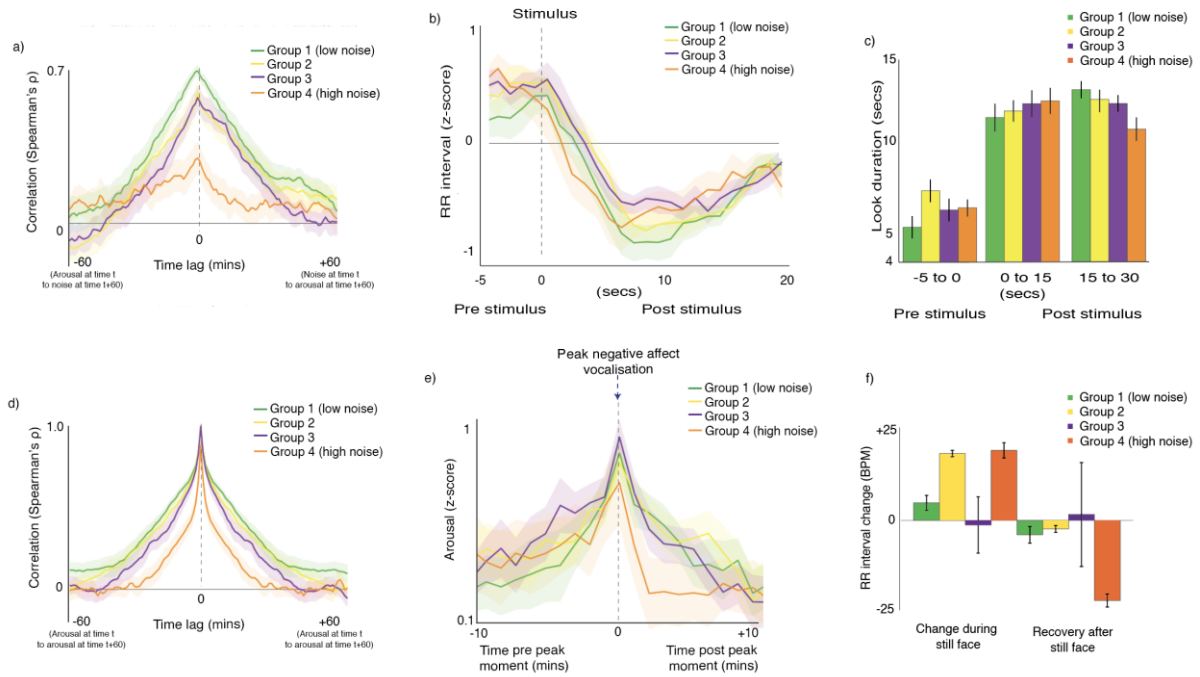 a)
Group 1 (low noise)
Group 2
Group 3
Group 4 (high noise)
0.7
0
Correlation (Spearman's ρ)
0
-60
Time lag (mins)
+60
(Arousal at time t
to noise at time t+60)
(Noise at time t
to arousal at time t+60)
b)
Stimulus
Group 1 (low noise)
Group 2
Group 3
Group 4 (high noise)
1
0
-1
RR interval (z-score)
-5
0
10
20
(secs)
Pre stimulus
Post stimulus
c)
Group 1 (low noise)
Group 2
Group 3
Group 4 (high noise)
15
10
5
4
Look duration (secs)
-5 to 0
0 to 15
15 to 30
(secs)
Pre stimulus
Post stimulus
d)
Group 1 (low noise)
Group 2
Group 3
Group 4 (high noise)
1.0
0
Correlation (Spearman's ρ)
0
-60
Time lag (mins)
+60
(Arousal at time t
to arousal at time t+60)
(Arousal at time t
to arousal at time t+60)
e)
Peak negative affect
vocalisation
Group 1 (low noise)
Group 2
Group 3
Group 4 (high noise)
1
0.1
Arousal (z-score)
-10
0
+10
Time pre peak
moment (mins)
Time post peak
moment (mins)
f)
Group 1 (low noise)
Group 2
Group 3
Group 4 (high noise)
+25
0
-25
RR interval change (BPM)
Change during
still face
Recovery after
still face